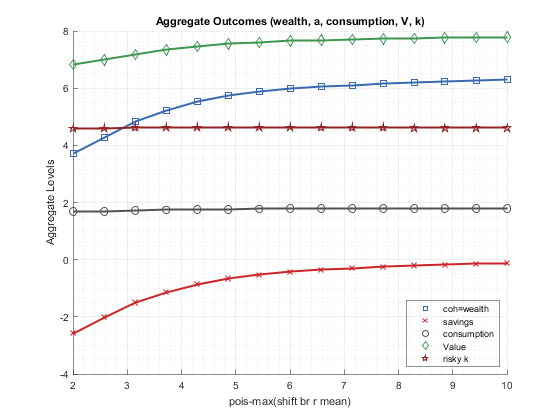 Aggregate Outcomes (wealth, a, consumption, V, k)
8
6
4
2
0
-2
-4
Aggregate Levels
2
3
4
5
6
7
8
9
10
pois-max(shift br r mean)
coh=wealth
savings
consumption
Value
risky k